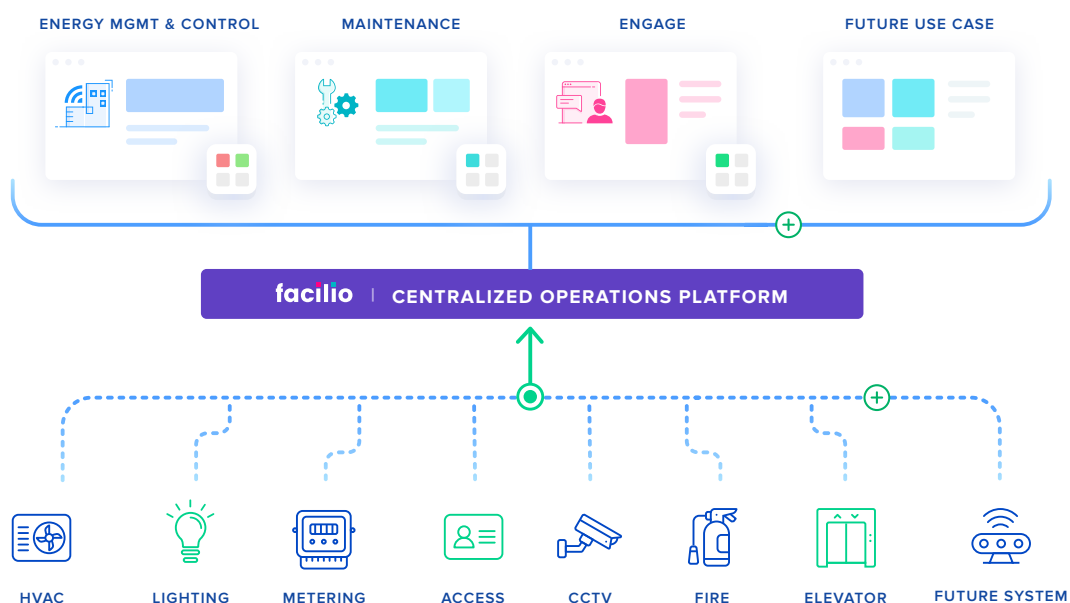 ENERGY MGMT & CONTROL
MAINTENANCE
ENGAGE
FUTURE USE CASE
facilio | CENTRALIZED OPERATIONS PLATFORM
HVAC
LIGHTING
METERING
ACCESS
CCTV
FIRE
ELEVATOR
FUTURE SYSTEM